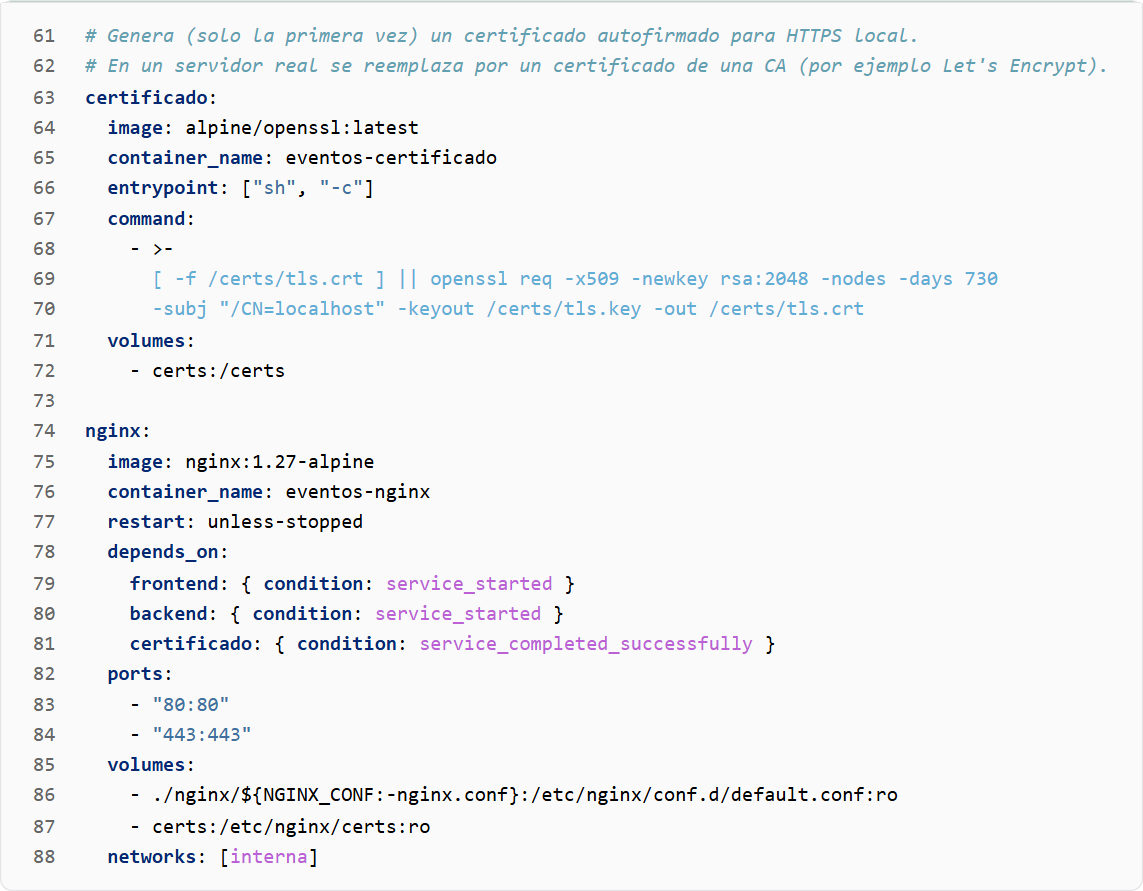 61 # Genera (solo la primera vez) un certificado autofirmado para HTTPS local.
62 # En un servidor real se reemplaza por un certificado de una CA (por ejemplo Let's Encrypt).
63 certificado:
64   image: alpine/openssl:latest
65   container_name: eventos-certificado
66   entrypoint: ["sh", "-c"]
67   command:
68     - >-
69       [ -f /certs/tls.crt ] || openssl req -x509 -newkey rsa:2048 -nodes -days 730
70       -subj "/CN=localhost" -keyout /certs/tls.key -out /certs/tls.crt
71   volumes:
72     - certs:/certs
73
74 nginx:
75   image: nginx:1.27-alpine
76   container_name: eventos-nginx
77   restart: unless-stopped
78   depends_on:
79     frontend: { condition: service_started }
80     backend: { condition: service_started }
81     certificado: { condition: service_completed_successfully }
82   ports:
83     - "80:80"
84     - "443:443"
85   volumes:
86     - ./nginx/${NGINX_CONF:-nginx.conf}:/etc/nginx/conf.d/default.conf:ro
87     - certs:/etc/nginx/certs:ro
88   networks: [interna]